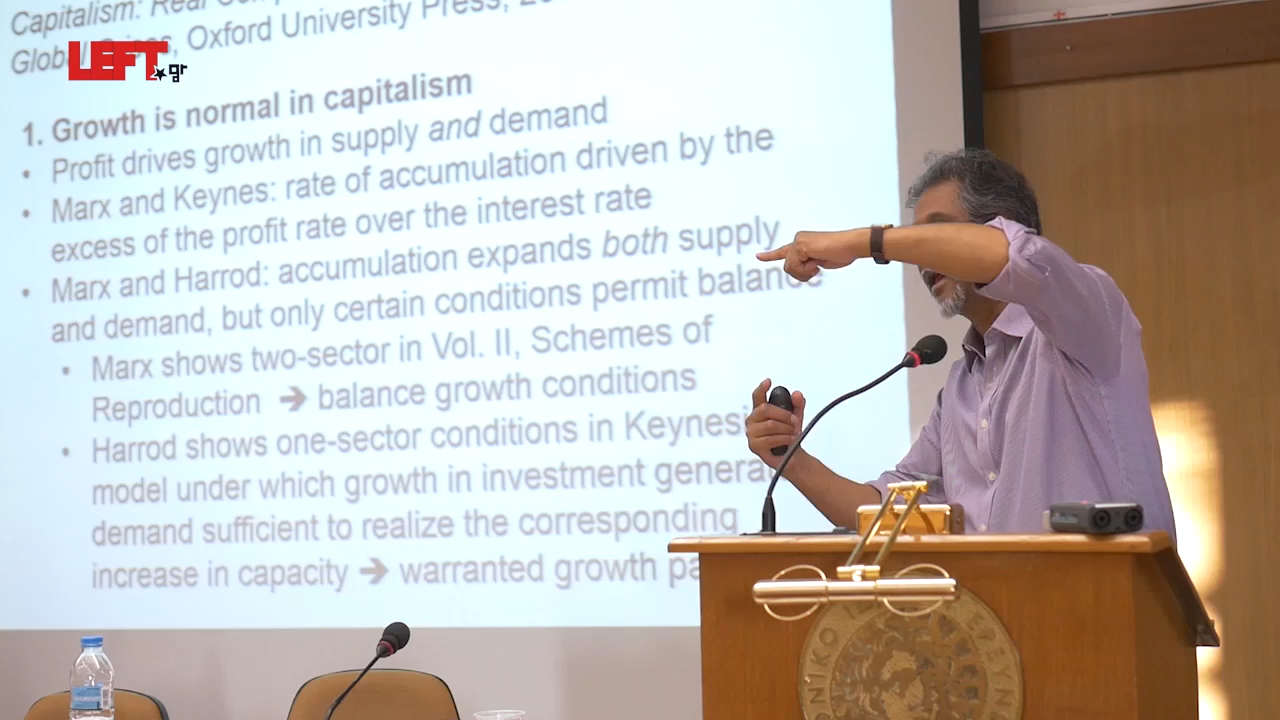 Capitalism: Real
Global Crises, Oxford University Press,
LEFT.gr
1. Growth is normal in capitalism
• Profit drives growth in supply and demand
• Marx and Keynes: rate of accumulation driven by the
excess of the profit rate over the interest rate
• Marx and Harrod: accumulation expands both supply
and demand, but only certain conditions permit balance
• Marx shows two-sector in Vol. II, Schemes of
Reproduction ➔ balance growth conditions
• Harrod shows one-sector conditions in Keynesi
model under which growth in investment genera
demand sufficient to realize the corresponding
increase in capacity ➔ warranted growth pa